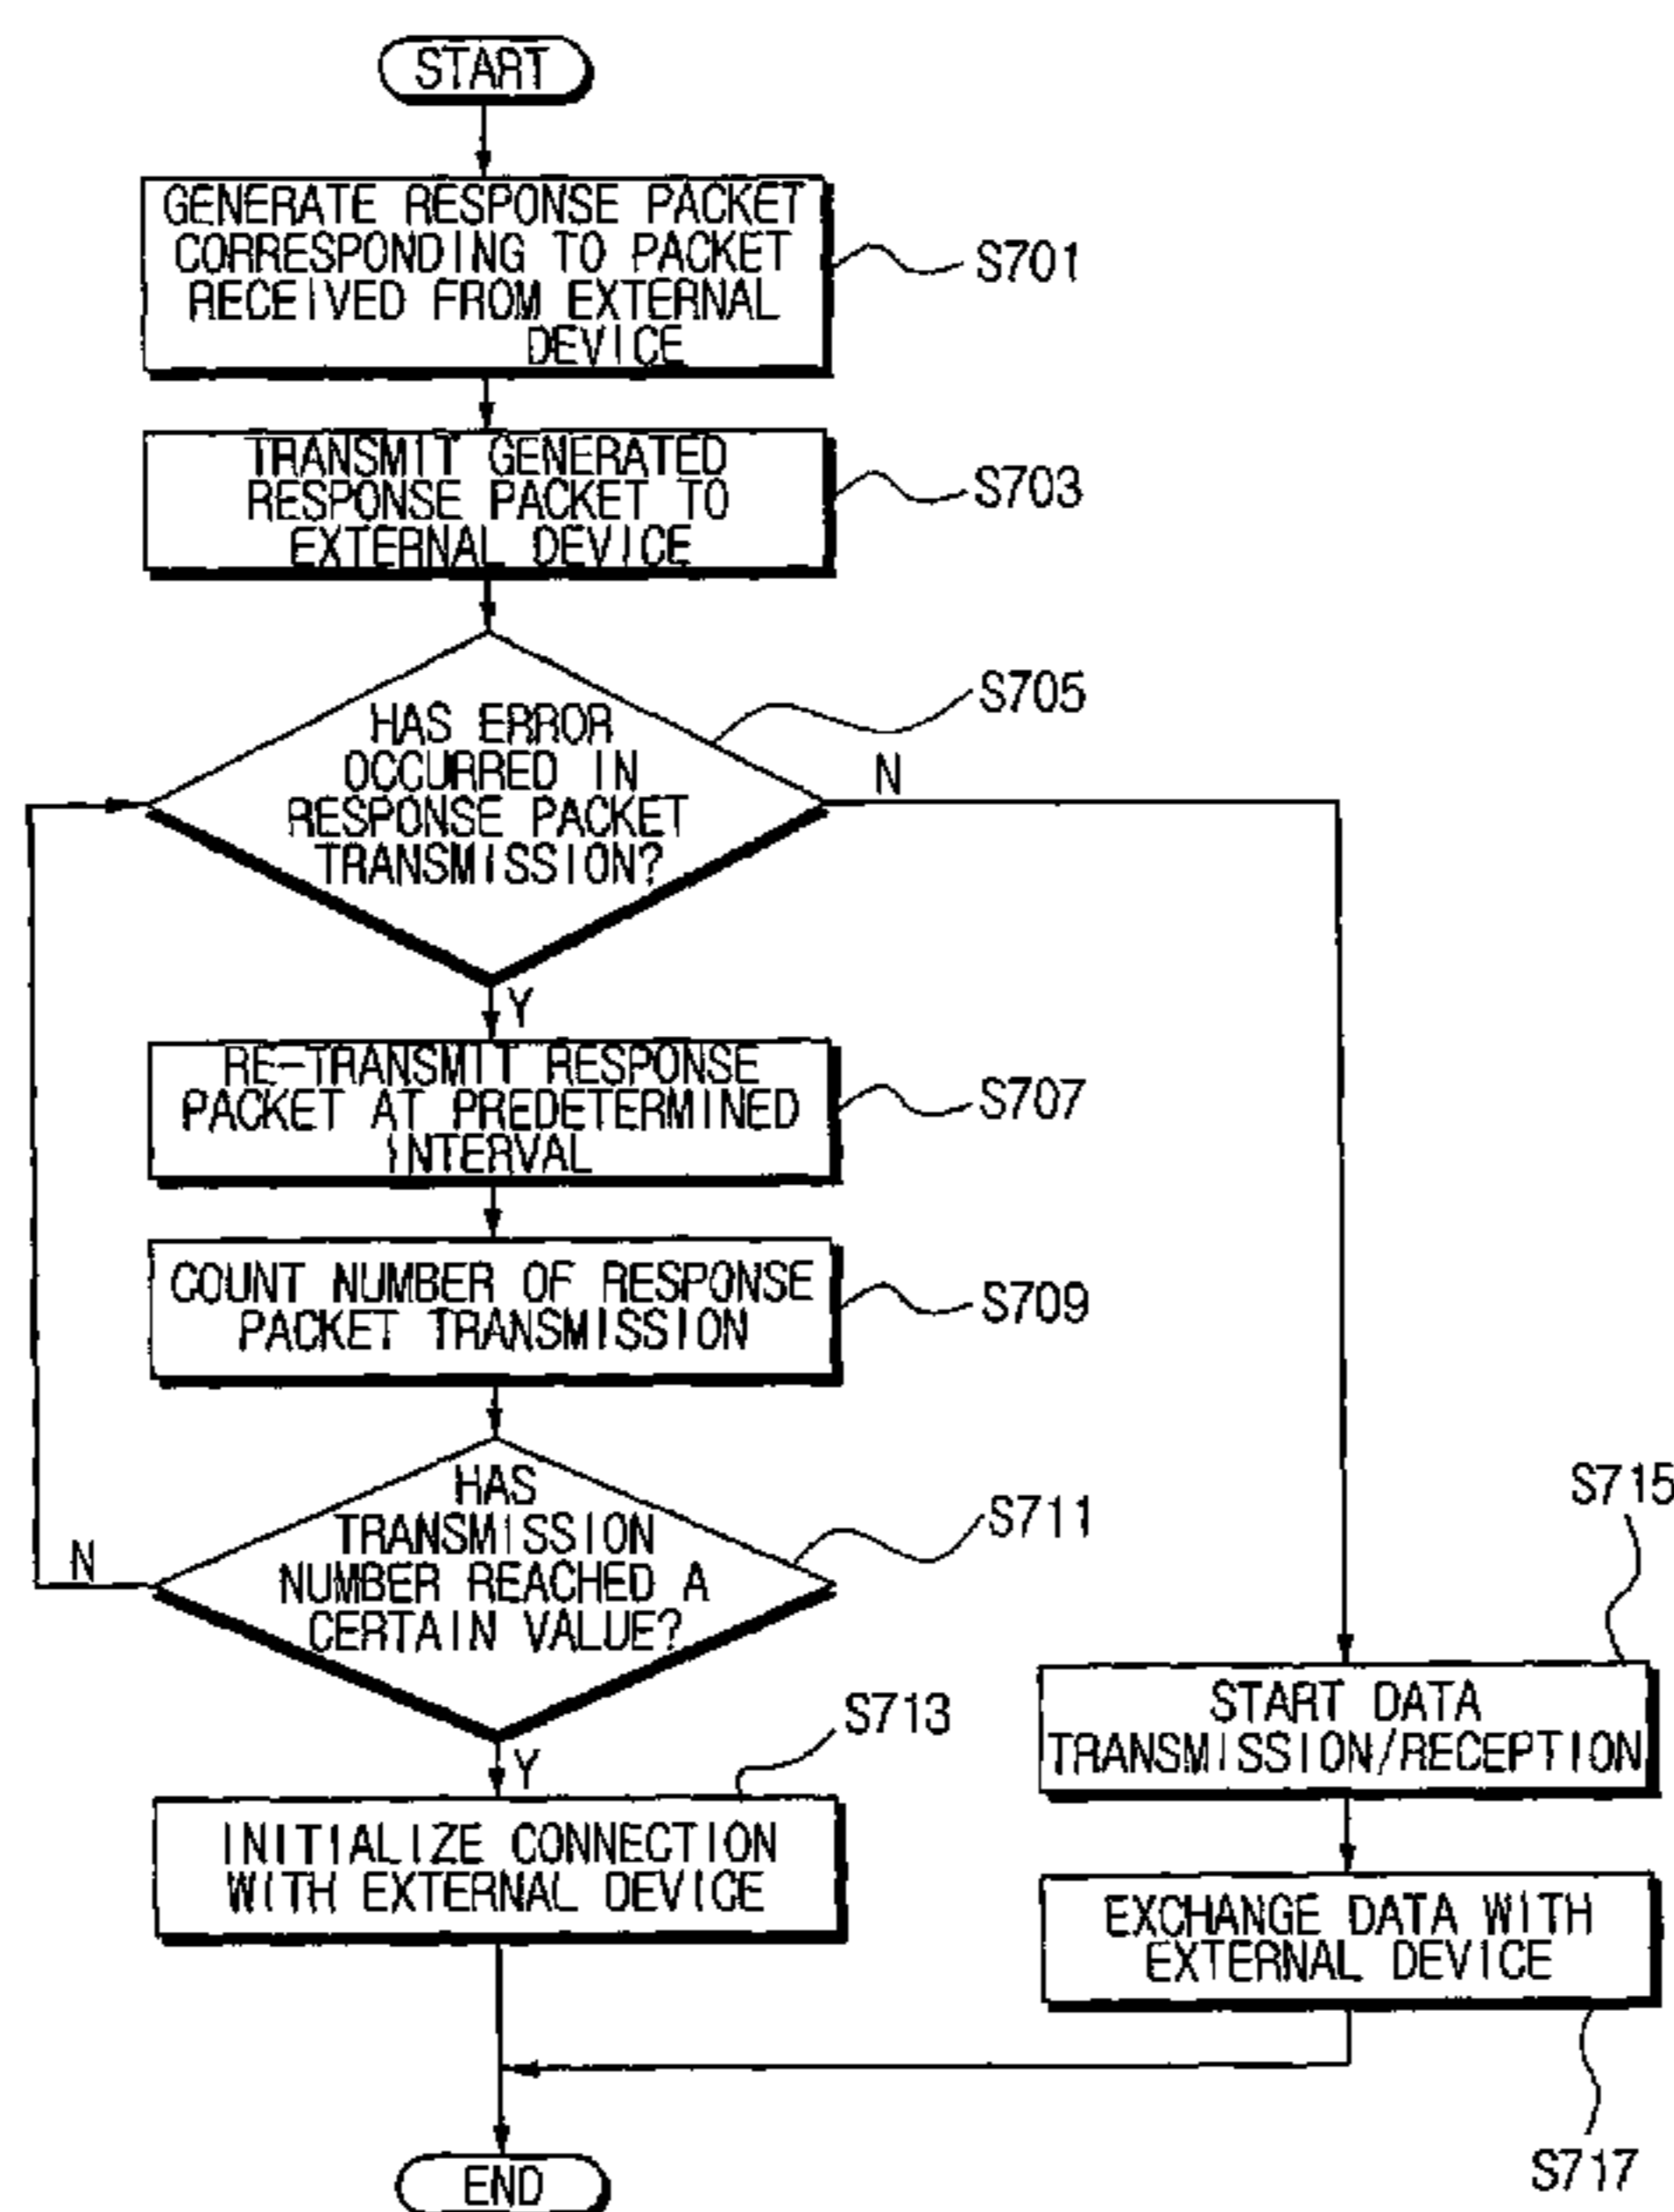 START
GENERATE RESPONSE PACKET
CORRESPONDING TO PACKET
RECEIVED FROM EXTERNAL
DEVICE
S701
TRANSMIT GENERATED
RESPONSE PACKET TO
EXTERNAL DEVICE
S703
HAS ERROR
OCCURRED IN
RESPONSE PACKET
TRANSMISSION?
S705
N
Y
RE-TRANSMIT RESPONSE
PACKET AT PREDETERMINED
INTERVAL
S707
COUNT NUMBER OF RESPONSE
PACKET TRANSMISSION
S709
HAS
TRANSMISSION
NUMBER REACHED A
CERTAIN VALUE?
S711
N
Y
INITIALIZE CONNECTION
WITH EXTERNAL DEVICE
S713
START DATA
TRANSMISSION/RECEPTION
S715
EXCHANGE DATA WITH
EXTERNAL DEVICE
S717
END